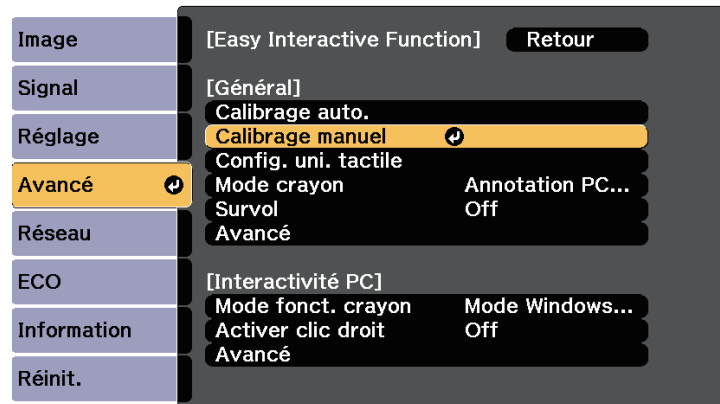 Image
Signal
Réglage
Avancé
Réseau
ECO
Information
Réinit.
[Easy Interactive Function] Retour
[Général]
Calibrage auto.
Calibrage manuel
Config. uni. tactile
Mode crayon Annotation PC...
Survol Off
Avancé
[Interactivité PC]
Mode fonct. crayon Mode Windows...
Activer clic droit Off
Avancé